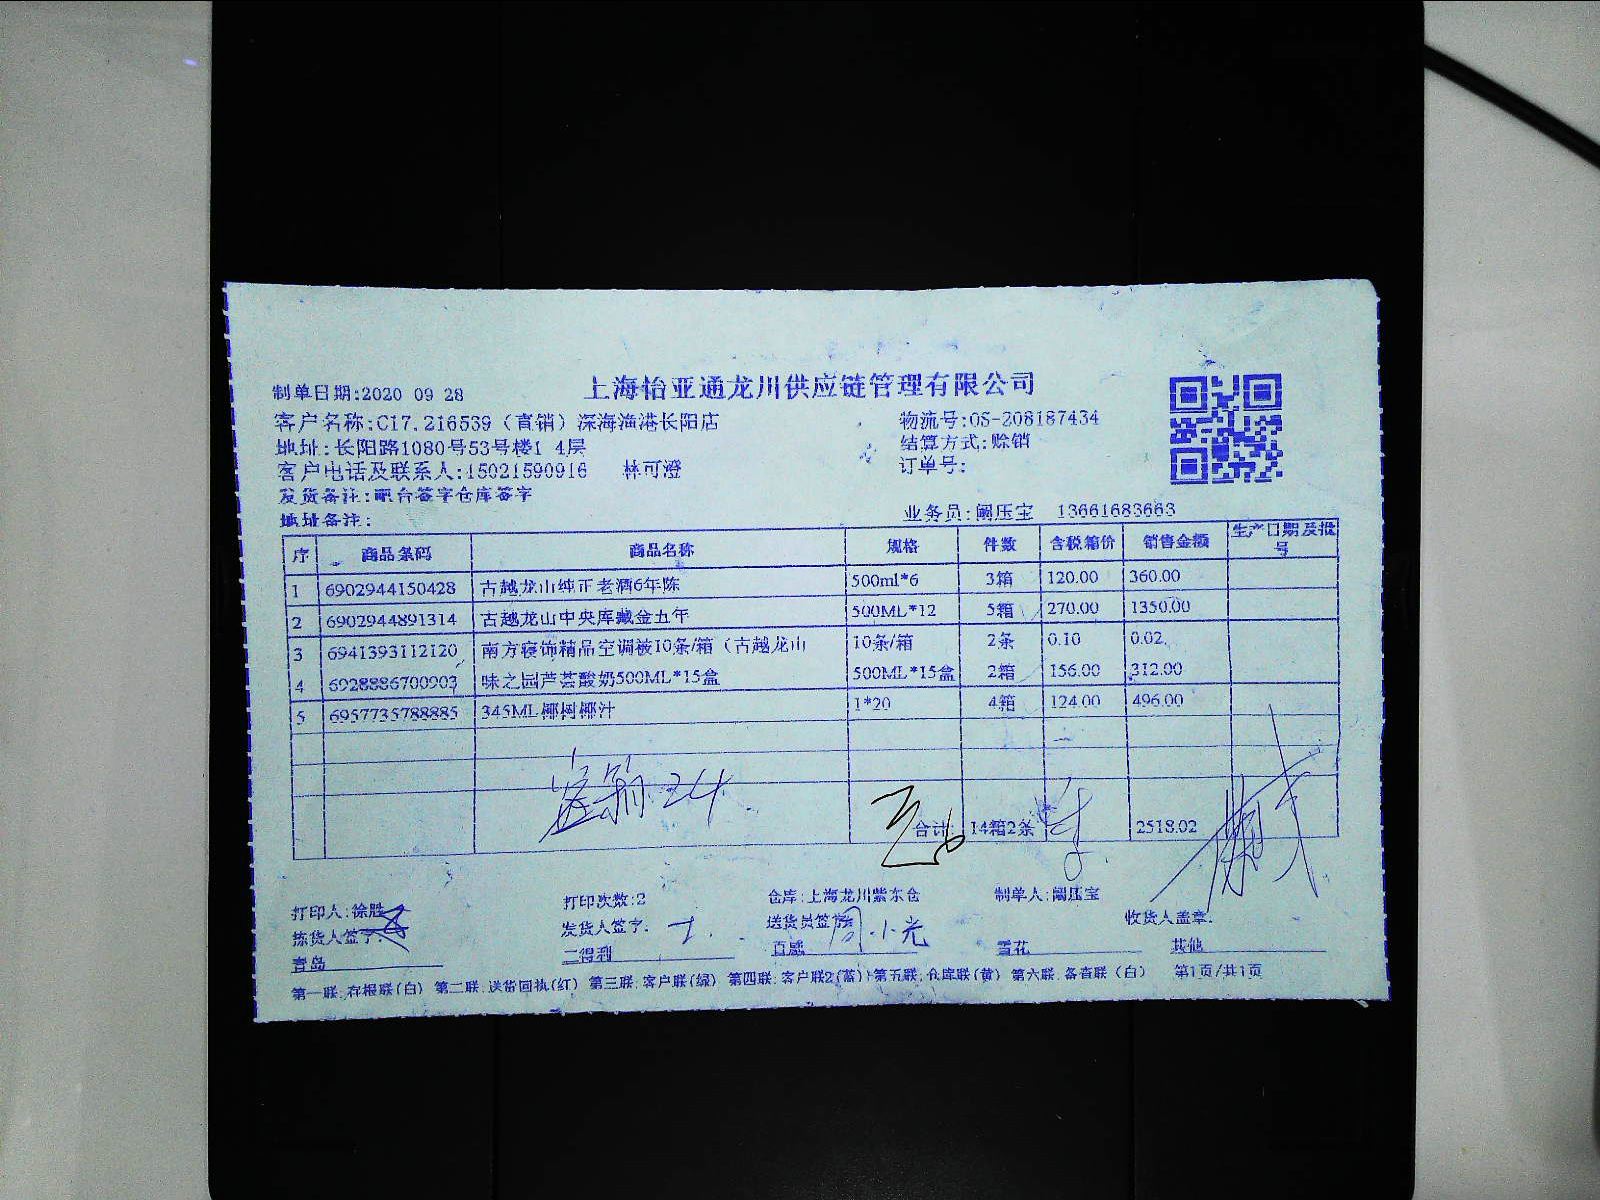 上海怡亚通龙川供应链管理有限公司
制单日期:2020 09 28
客户名称:C17.216539（直销）深海渔港长阳店
物流号:OS-208187434
地址:长阳路1080号53号楼1 4层
结算方式:赊销
客户电话及联系人:15021590916 林可澄
订单号:
发货备注:吧台签字仓库签字
地址备注:
业务员:阚压宝 13661683663
序 商品条码 商品名称 规格 件数 含税箱价 销售金额 生产日期及批号
1 6902944150428 古越龙山纯正老酒6年陈 500ml*6 3箱 120.00 360.00
2 6902944891314 古越龙山中央库藏金五年 500ML*12 5箱 270.00 1350.00
3 6941393112120 南方寝饰精品空调被10条/箱（古越龙山 10条/箱 2条 0.10 0.02
4 6928886700903 味之园芦荟酸奶500ML*15盒 500ML*15盒 2箱 156.00 312.00
5 6957735788885 345ML椰树椰汁 1*20 4箱 124.00 496.00
合计: 14箱2条 2518.02
打印人:徐胜 打印次数:2 仓库:上海龙川紫东仓 制单人:阚压宝
拣货人签字: 发货人签字: 送货员签字: 周小光 收货人盖章:
青岛 三得利 百威 雪花 其他
第一联:存根联(白) 第二联:送货回执(红) 第三联:客户联(绿) 第四联:客户联2(蓝) 第五联:仓库联(黄) 第六联:备查联(白) 第1页/共1页